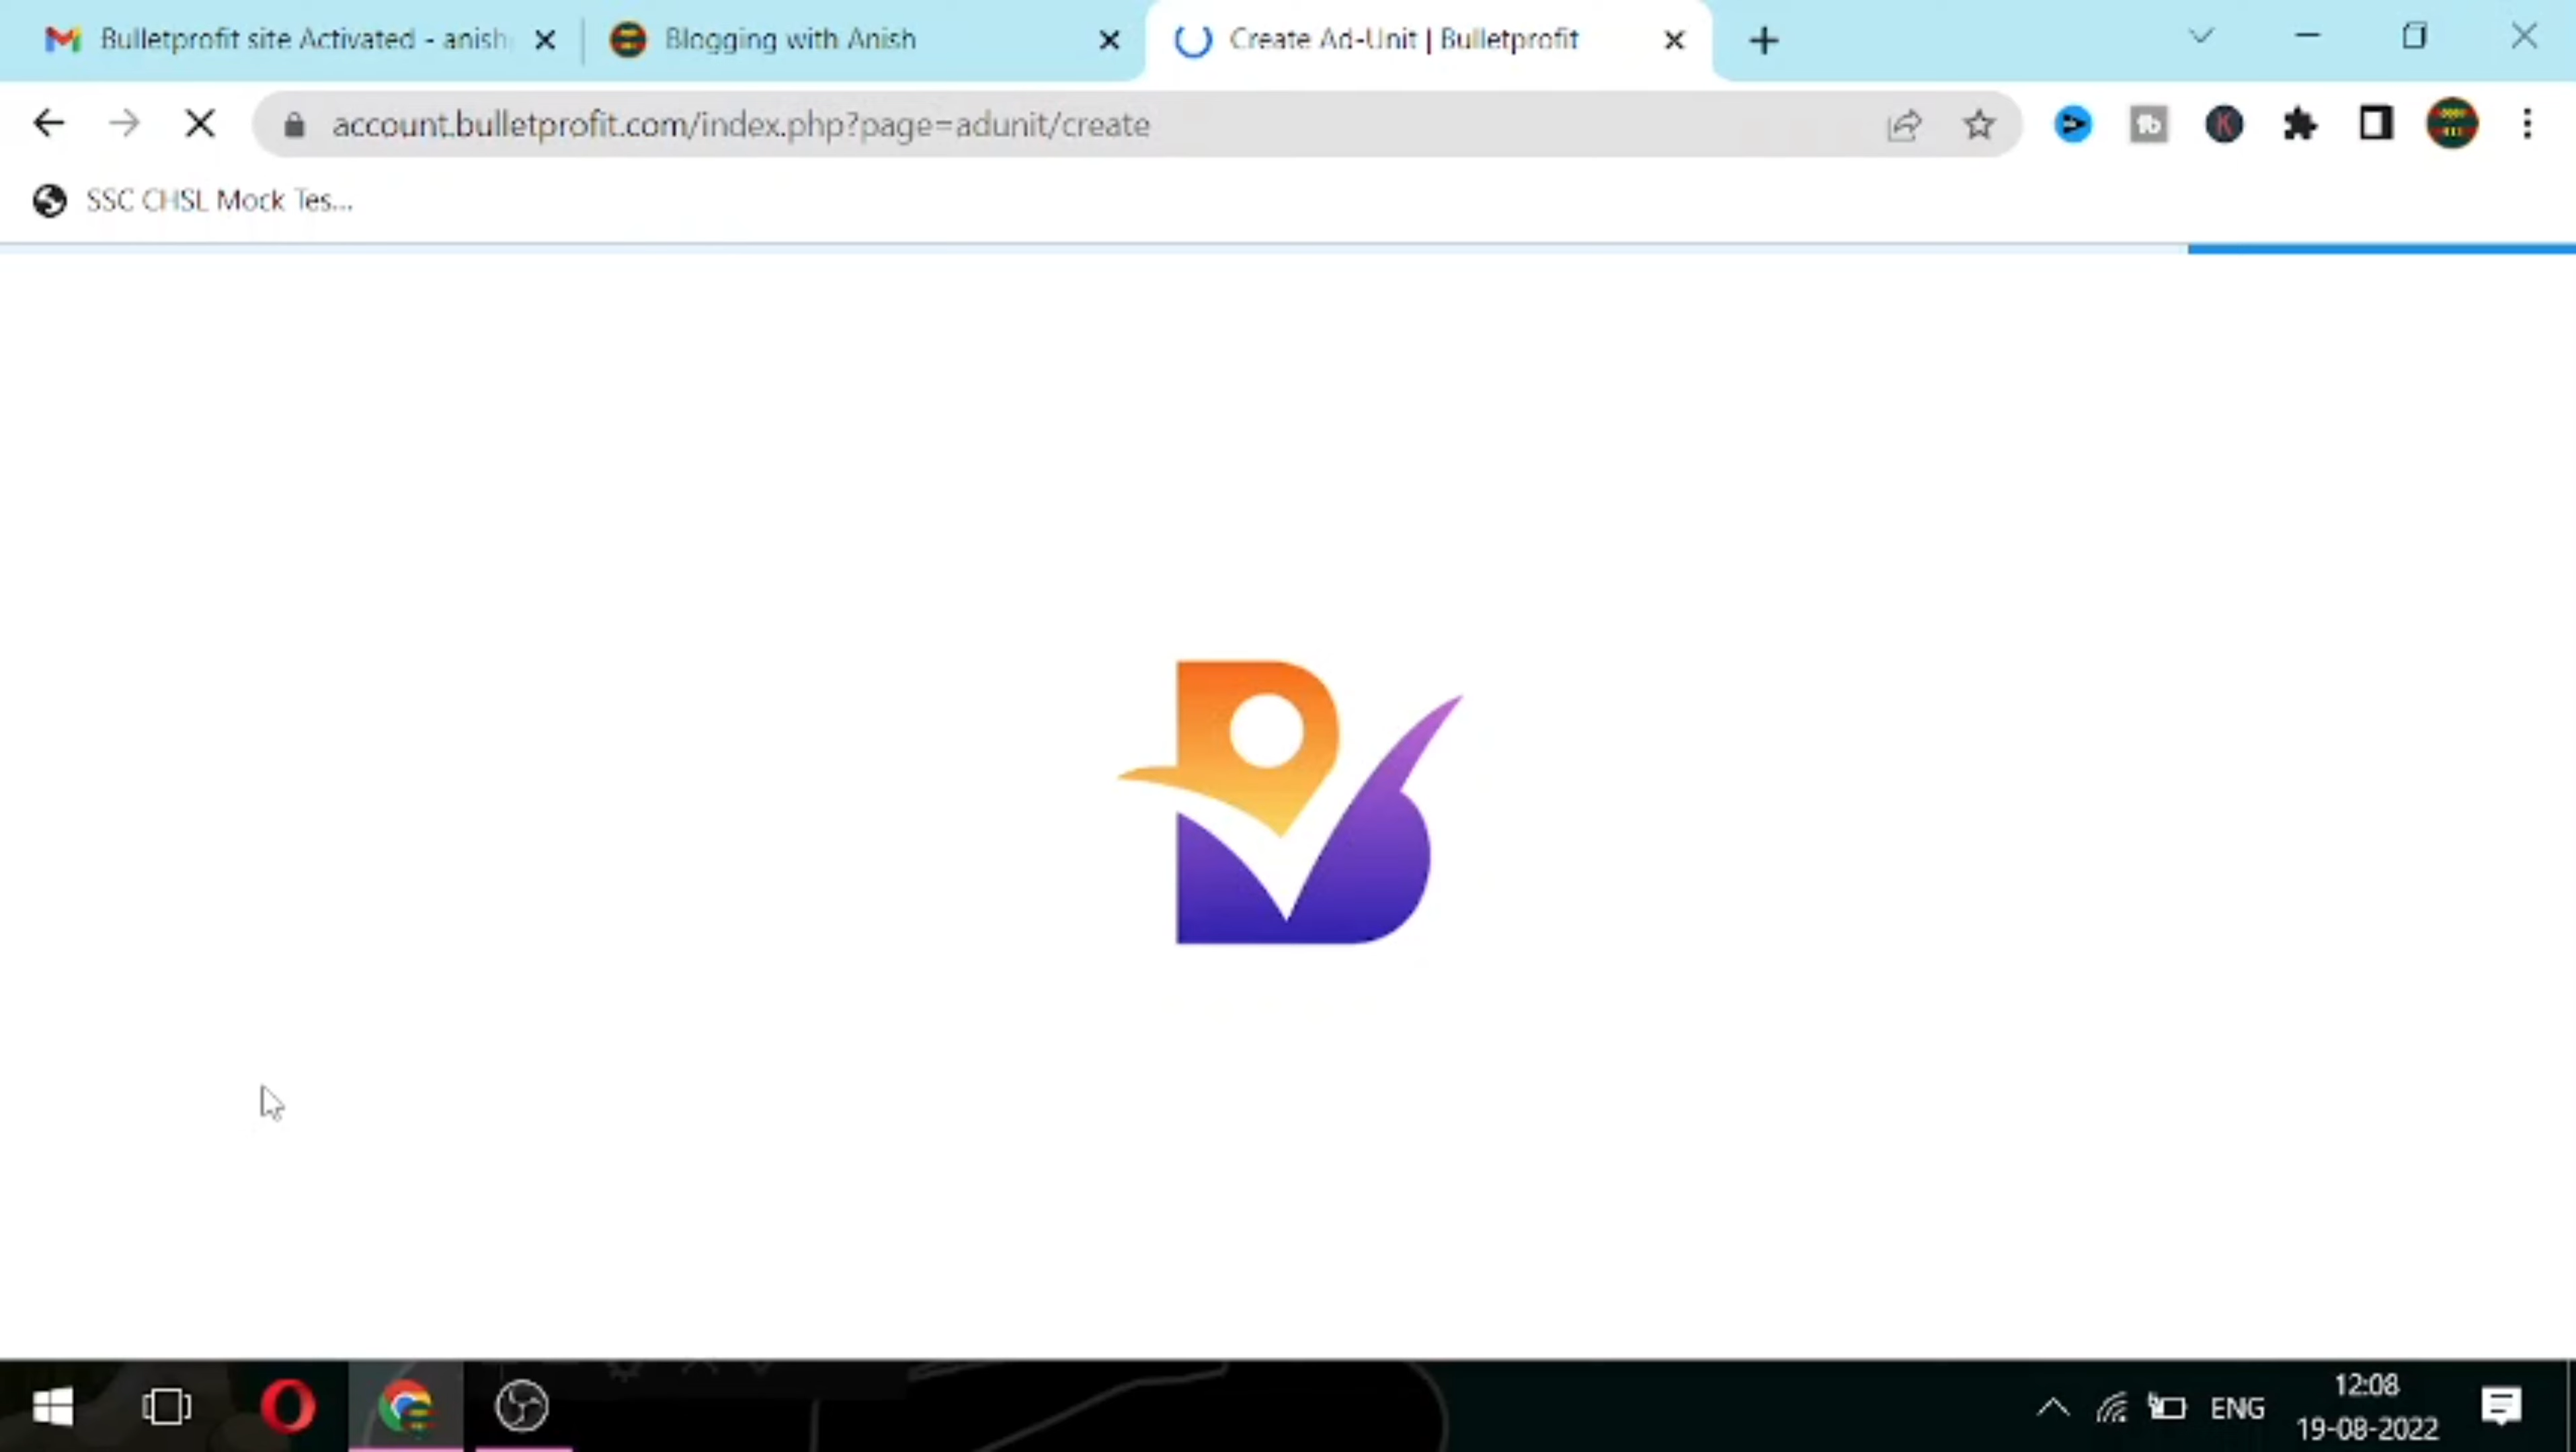 Bulletprofit site Activated - anish
Blogging with Anish
Create Ad-Unit | Bulletprofit
account.bulletprofit.com/index.php?page=adunit/create
SSC CHSL Mock Tes...
ENG
12:08
19-08-2022